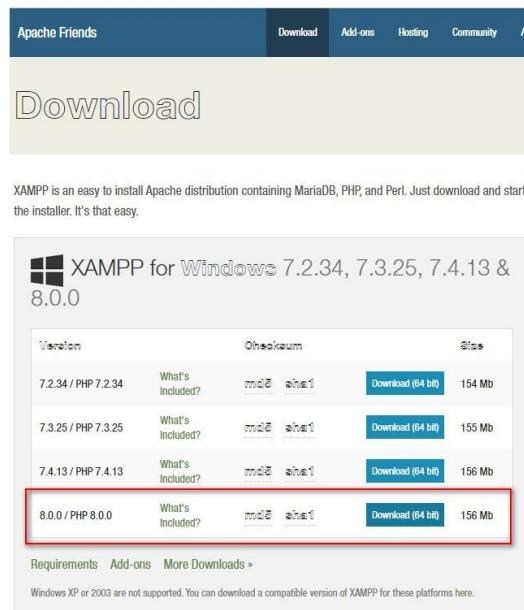 Apache Friends Download Add-ons Hosting Community
Download
XAMPP is an easy to install Apache distribution containing MariaDB, PHP, and Perl. Just download and start
the installer. It's that easy.
XAMPP for Windows 7.2.34, 7.3.25, 7.4.13 &
8.0.0
Version Checksum Size
7.2.34 / PHP 7.2.34 What's Included? md5 sha1 Download (64 bit) 154 Mb
7.3.25 / PHP 7.3.25 What's Included? md5 sha1 Download (64 bit) 155 Mb
7.4.13 / PHP 7.4.13 What's Included? md5 sha1 Download (64 bit) 156 Mb
8.0.0 / PHP 8.0.0 What's Included? md5 sha1 Download (64 bit) 156 Mb
Requirements Add-ons More Downloads »
Windows XP or 2003 are not supported. You can download a compatible version of XAMPP for these platforms here.